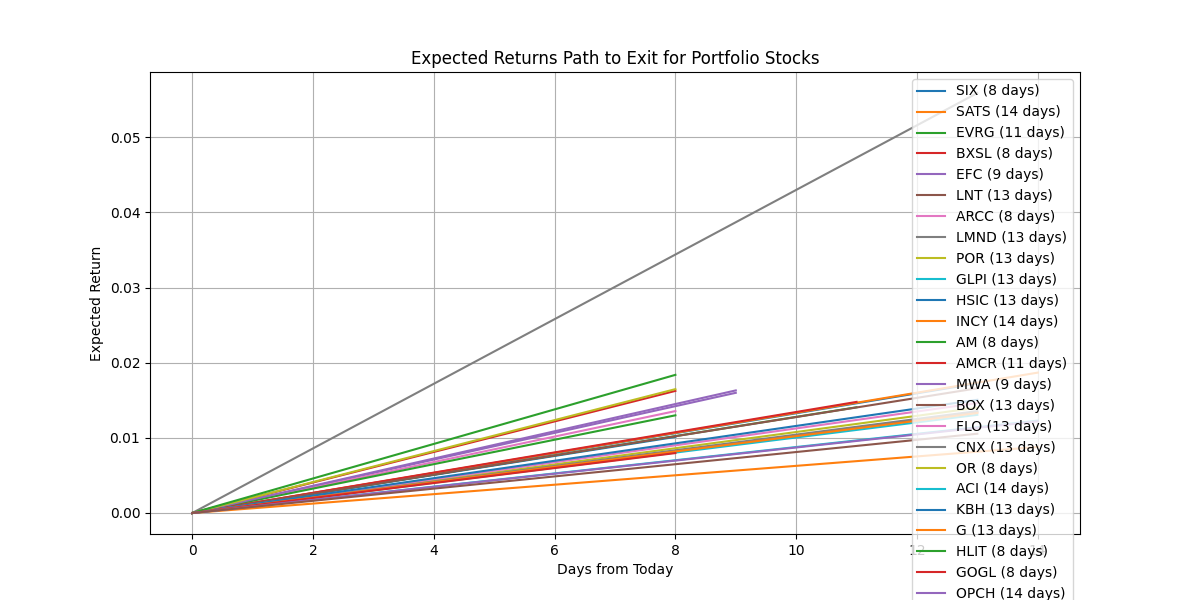 Expected Returns Path to Exit for Portfolio Stocks
Expected Return
0.05
0.04
0.03
0.02
0.01
0.00
0
2
4
6
8
10
12
Days from Today
SIX (8 days)
SATS (14 days)
EVRG (11 days)
BXSL (8 days)
EFC (9 days)
LNT (13 days)
ARCC (8 days)
LMND (13 days)
POR (13 days)
GLPI (13 days)
HSIC (13 days)
INCY (14 days)
AM (8 days)
AMCR (11 days)
MWA (9 days)
BOX (13 days)
FLO (13 days)
CNX (13 days)
OR (8 days)
ACI (14 days)
KBH (13 days)
G (13 days)
HLIT (8 days)
GOGL (8 days)
OPCH (14 days)